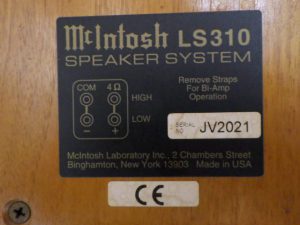 McIntosh LS310
SPEAKER SYSTEM
COM 4 Ω
HIGH
LOW
− +
Remove Straps
For Bi-Amp
Operation
SERIAL NO JV2021
McIntosh Laboratory Inc., 2 Chambers Street
Binghamton, New York 13903 Made in USA
CE